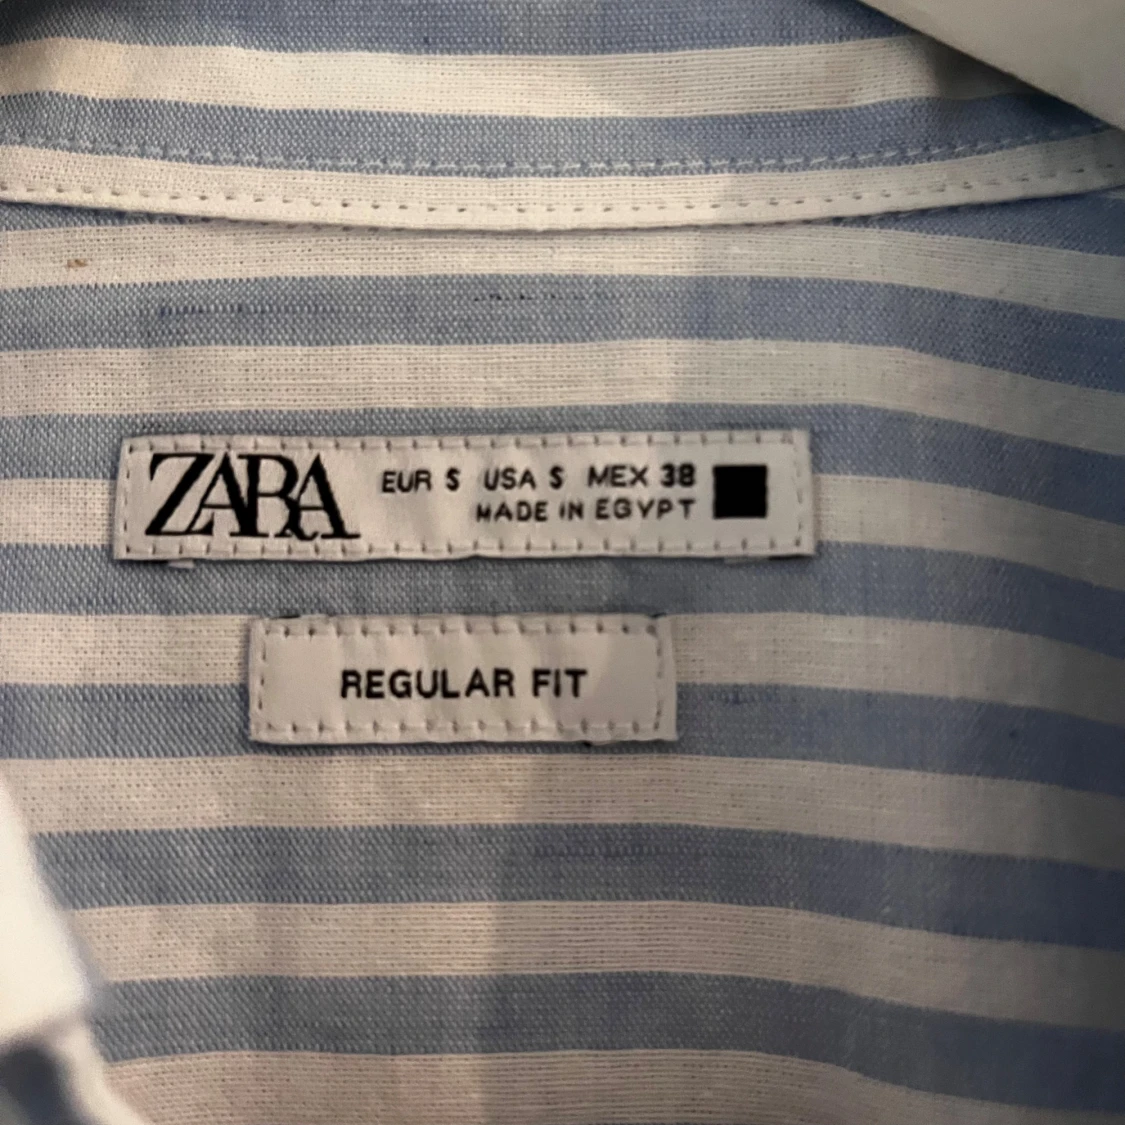 ZARA
EUR S USA S MEX 38
MADE IN EGYPT
REGULAR FIT